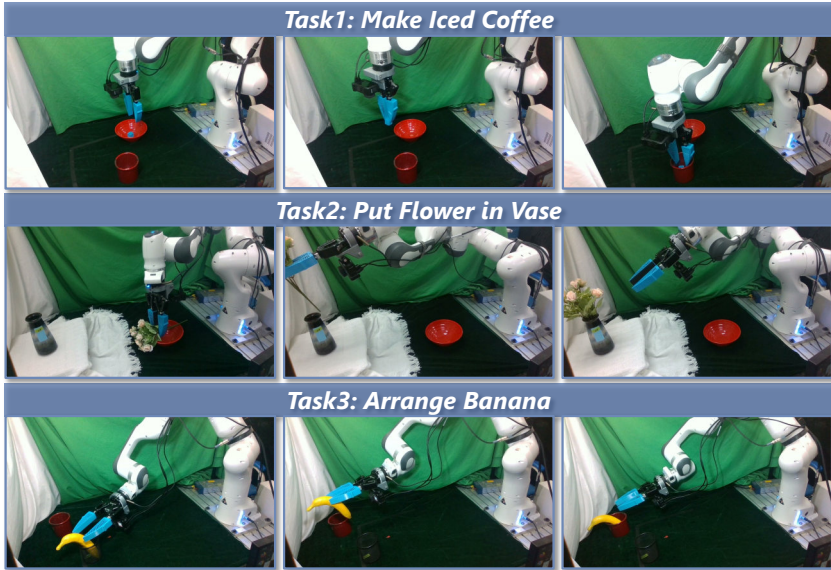 Task1: Make Iced Coffee
Task2: Put Flower in Vase
Task3: Arrange Banana